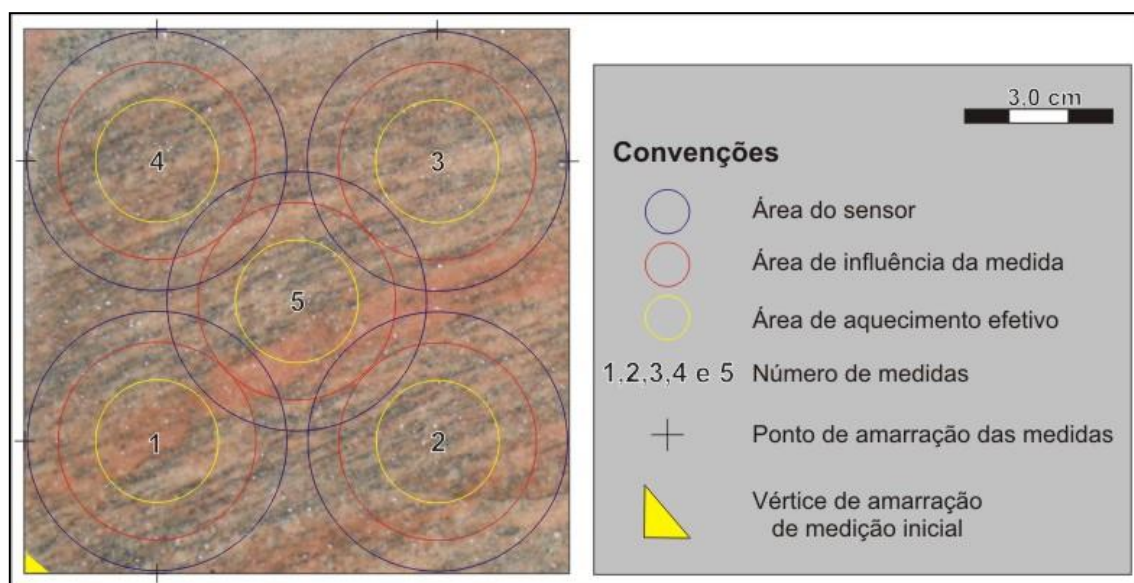 4
3
5
1
2
3,0 cm
Convenções
Área do sensor
Área de influência da medida
Área de aquecimento efetivo
1,2,3,4 e 5 Número de medidas
Ponto de amarração das medidas
Vértice de amarração
de medição inicial